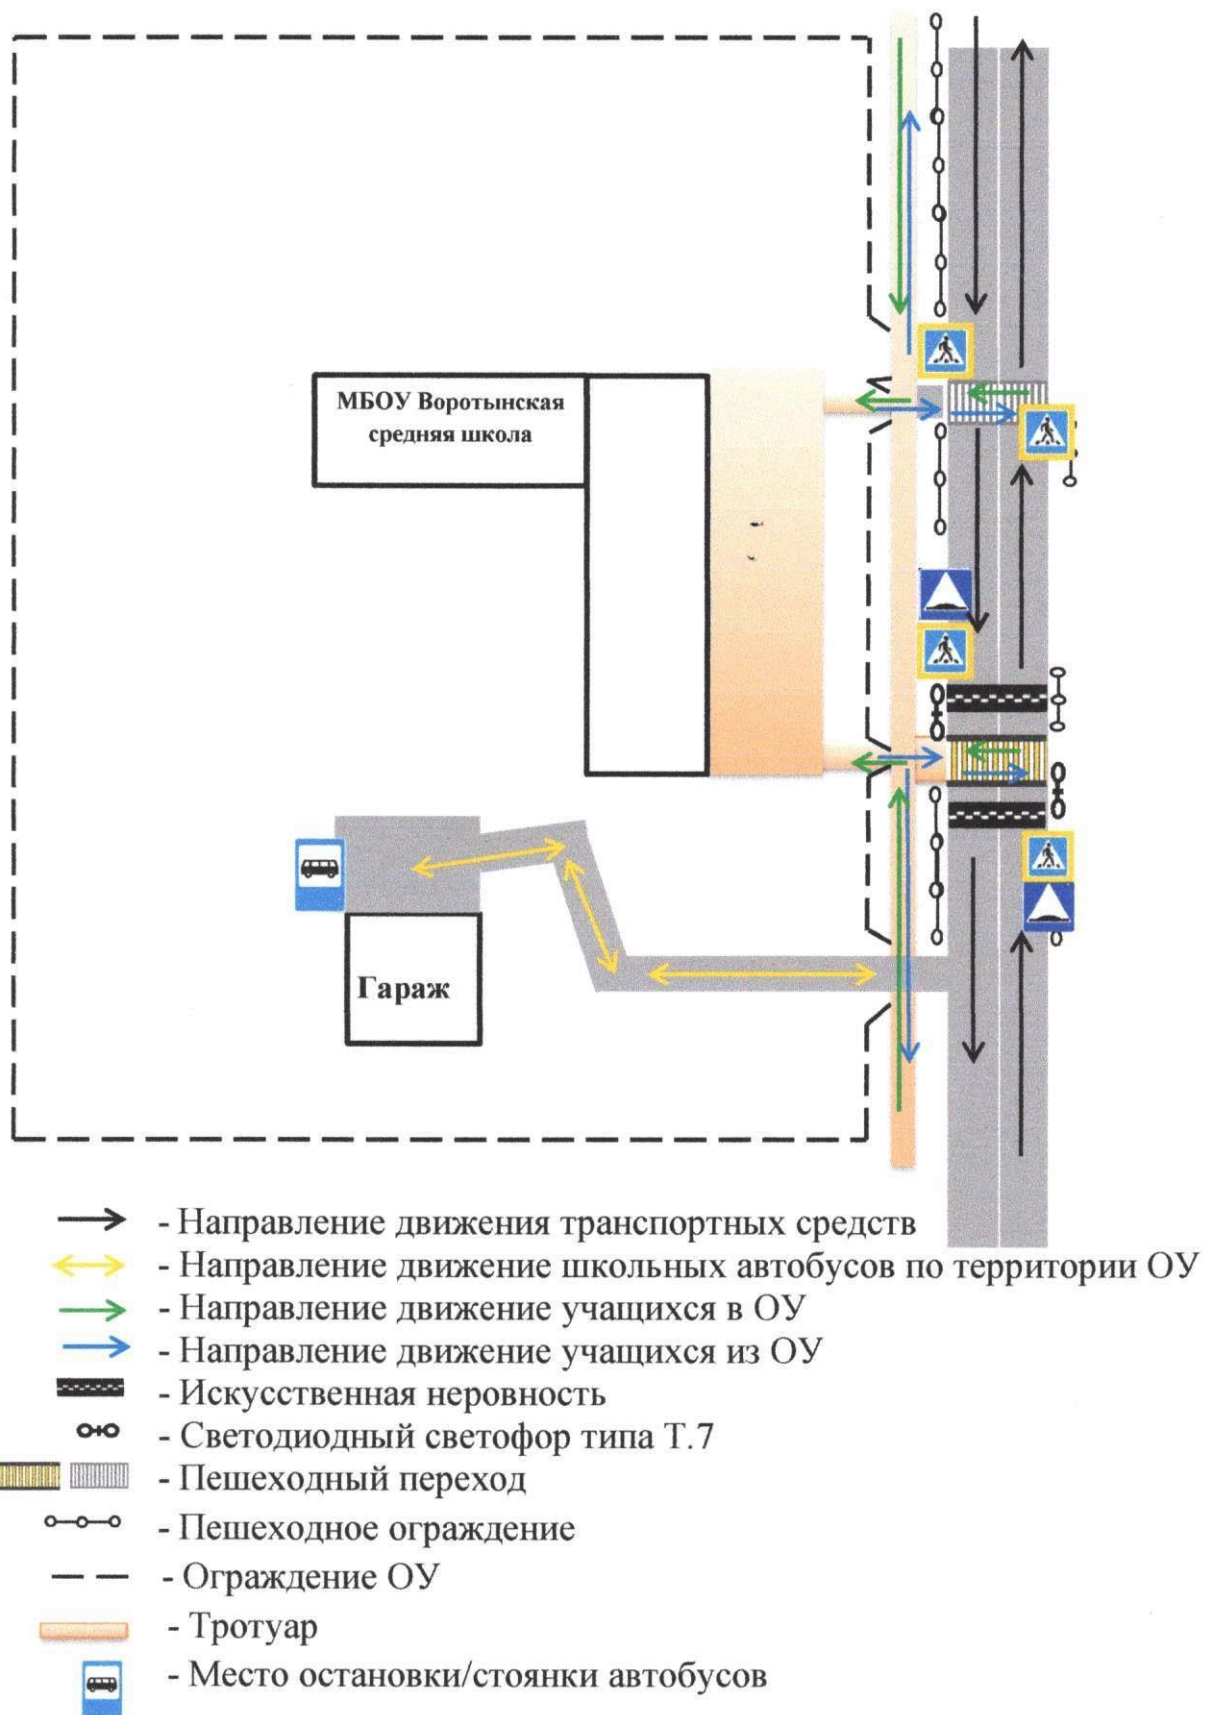 МБОУ Воротынская
средняя школа
Гараж
- Направление движения транспортных средств
- Направление движение школьных автобусов по территории ОУ
- Направление движение учащихся в ОУ
- Направление движение учащихся из ОУ
- Искусственная неровность
- Светодиодный светофор типа Т.7
- Пешеходный переход
- Пешеходное ограждение
- Ограждение ОУ
- Тротуар
- Место остановки/стоянки автобусов